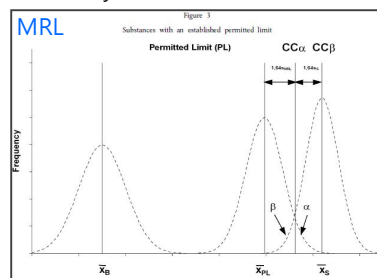 MRL
Figure 3
Substances with an established permitted limit
Permitted Limit (PL)
CCα CCβ
Frequency
β
α
x̄B
x̄PL
x̄S